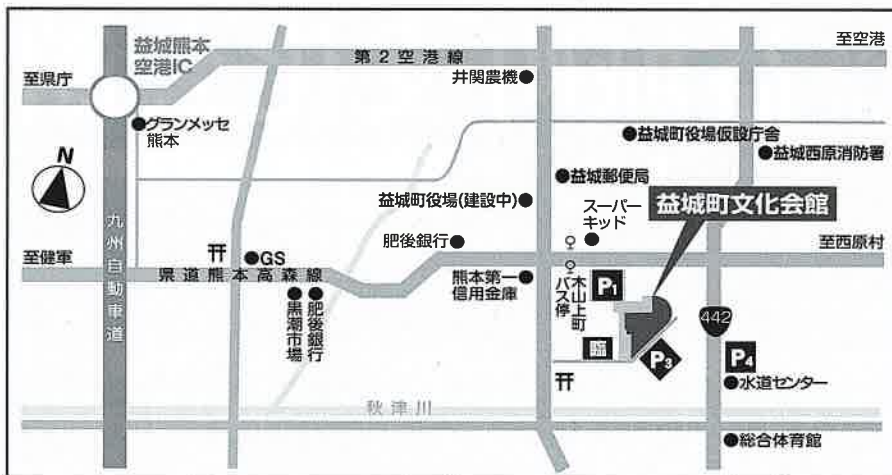 益城熊本
空港IC
第2空港線
至空港
至県庁
井関農機
グランメッセ
熊本
益城町役場仮設庁舎
益城西原消防署
N
益城郵便局
益城町役場(建設中)
スーパー
キッド
益城町文化会館
肥後銀行
至西原村
九州自動車道
至健軍
GS
県道熊本高森線
熊本第一
信用金庫
木山上町
バス停
P1
黒潮市場
肥後銀行
442
臨
P3
P4
水道センター
秋津川
総合体育館